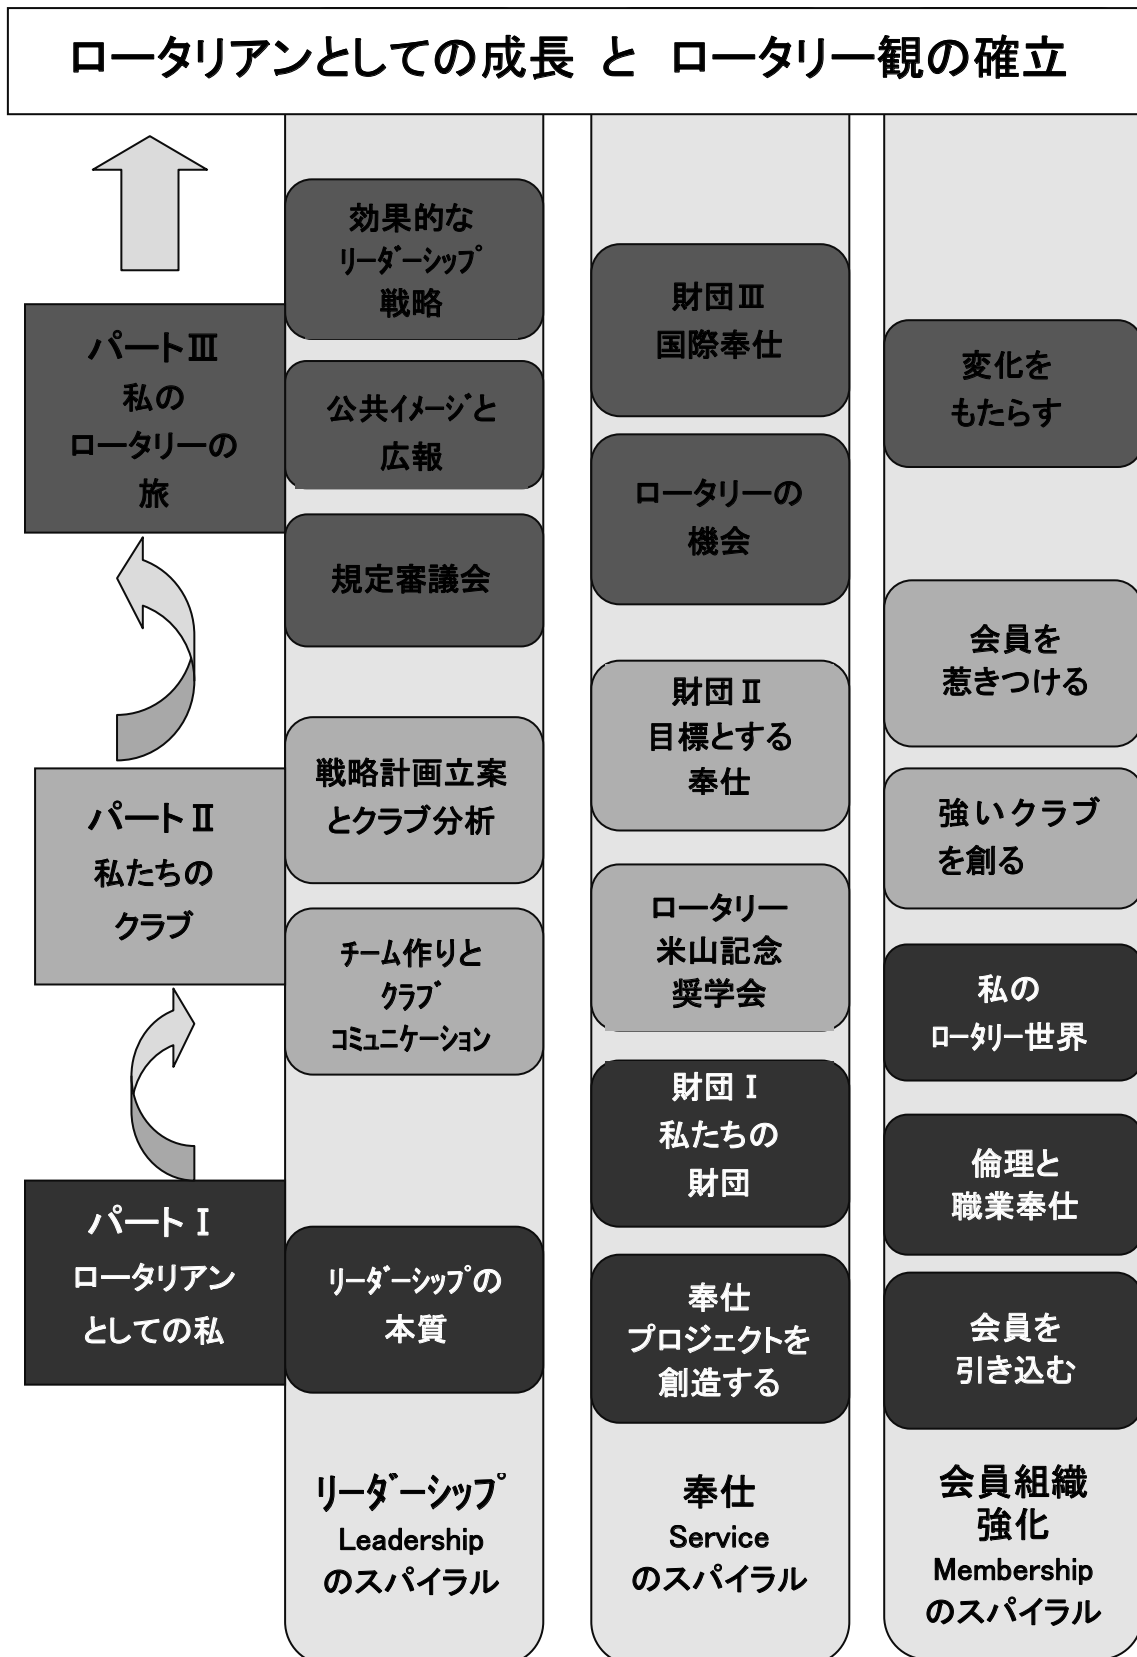 ロータリアンとしての成長 と ロータリー観の確立
パートⅢ
私の
ロータリーの
旅
パートⅡ
私たちの
クラブ
パートⅠ
ロータリアン
としての私
効果的な
リーダーシップ
戦略
公共イメージと
広報
規定審議会
戦略計画立案
とクラブ分析
チーム作りと
クラブ
コミュニケーション
リーダーシップの
本質
リーダーシップ
Leadership
のスパイラル
財団Ⅲ
国際奉仕
ロータリーの
機会
財団Ⅱ
目標とする
奉仕
ロータリー
米山記念
奨学会
財団Ⅰ
私たちの
財団
奉仕
プロジェクトを
創造する
奉仕
Service
のスパイラル
変化を
もたらす
会員を
惹きつける
強いクラブ
を創る
私の
ロータリー世界
倫理と
職業奉仕
会員を
引き込む
会員組織
強化
Membership
のスパイラル